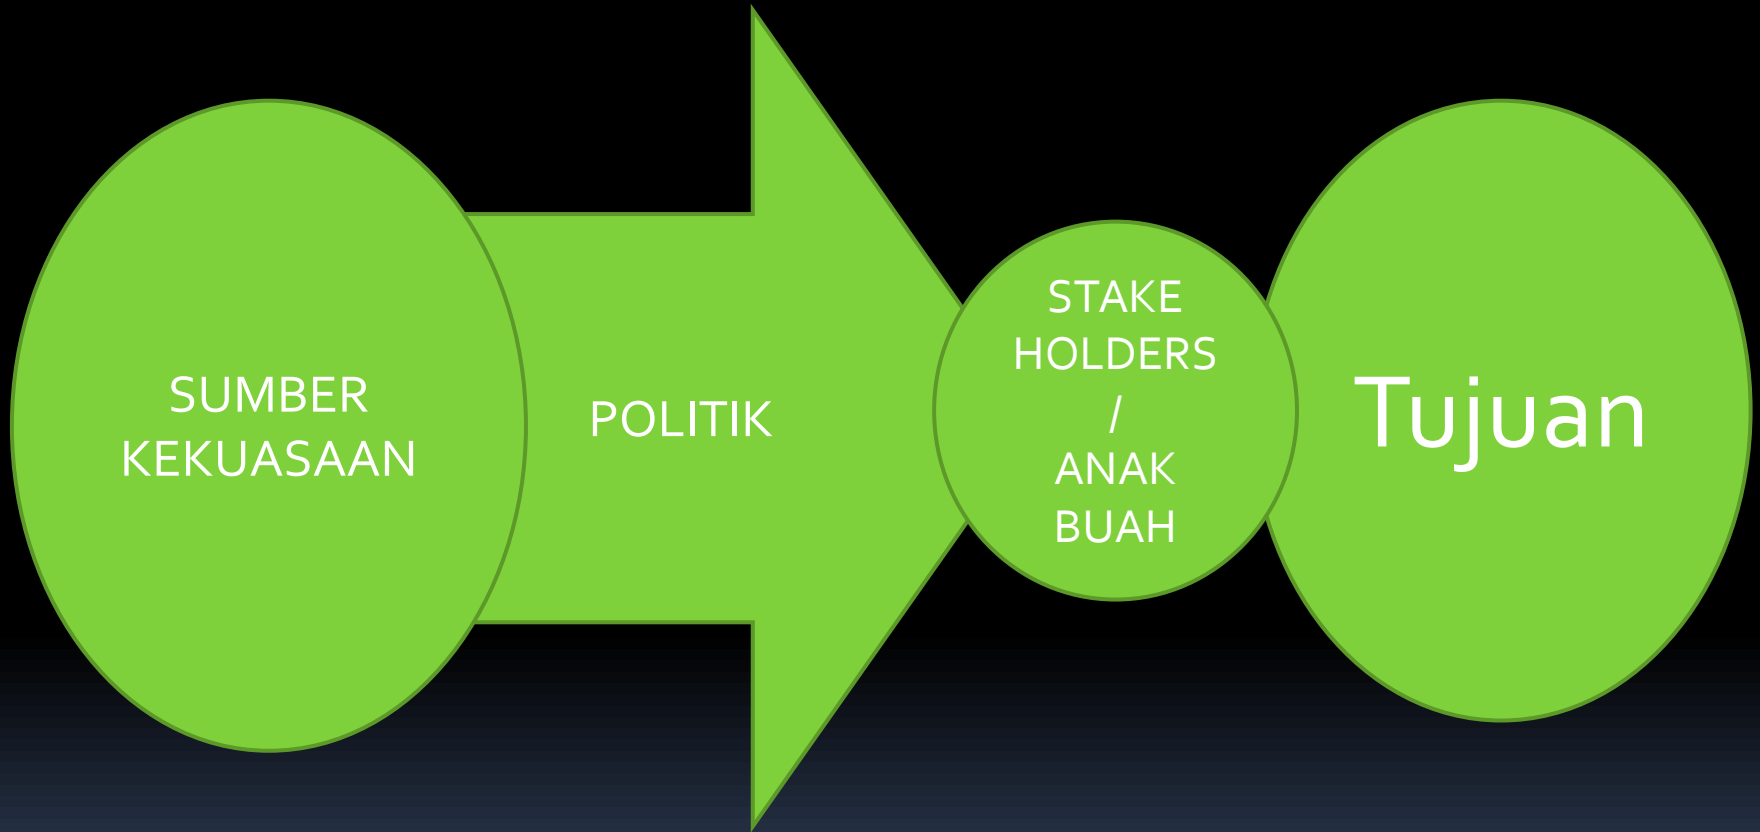 SUMBER
KEKUASAAN
POLITIK
STAKE
HOLDERS
/
ANAK
BUAH
Tujuan